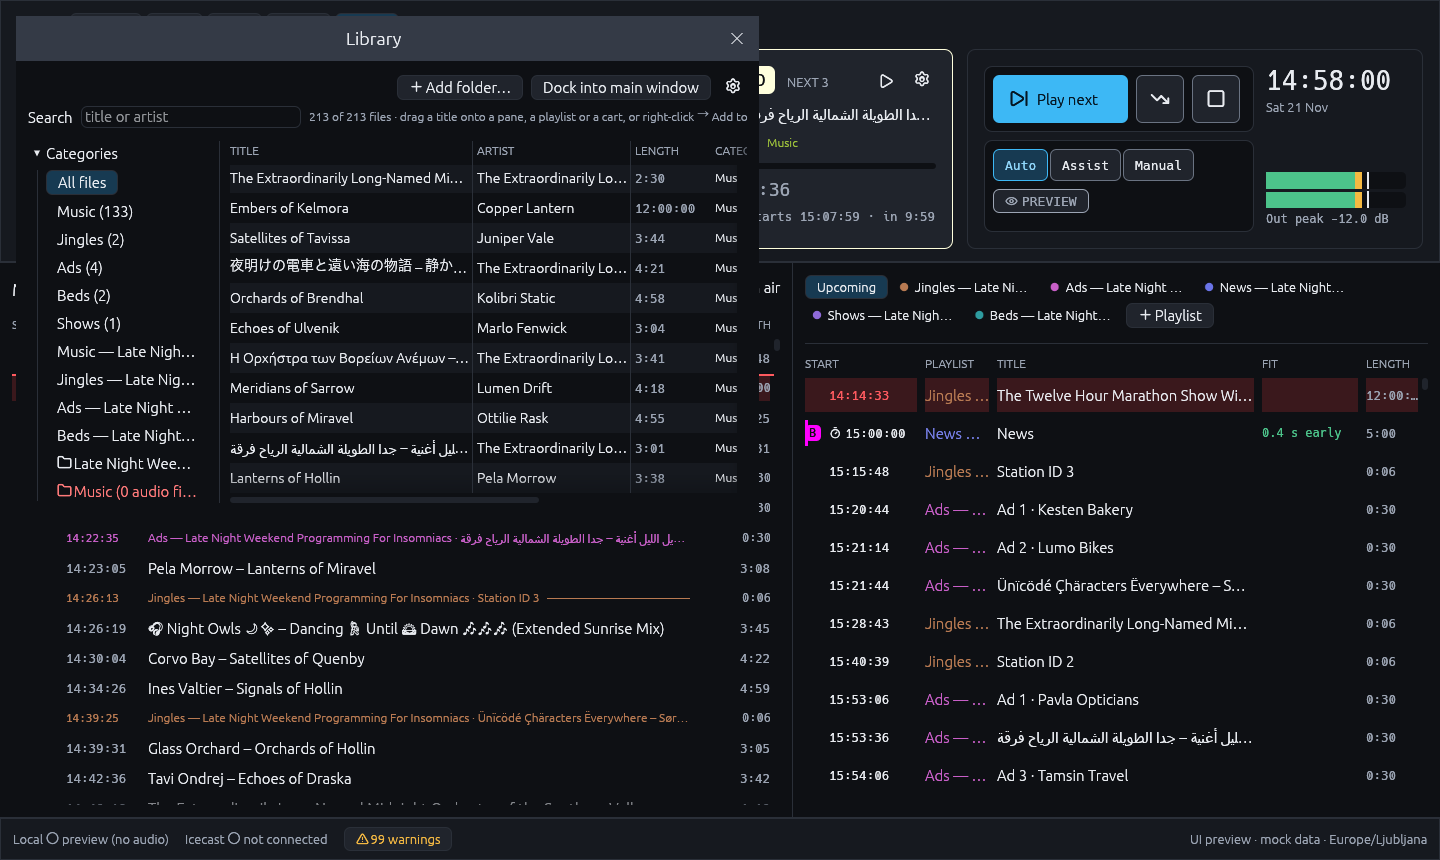 Library
+ Add folder…
Dock into main window
Search
title or artist
213 of 213 files · drag a title onto a pane, a playlist or a cart, or right-click → Add to
Categories
All files
Music (133)
Jingles (2)
Ads (4)
Beds (2)
Shows (1)
Music — Late Nigh…
Jingles — Late Nig…
Ads — Late Night …
Beds — Late Night…
Late Night Wee…
Music (0 audio fi…
TITLE ARTIST LENGTH
The Extraordinarily Long-Named Mi… The Extraordinarily Lo… 2:30 Mus
Embers of Kelmora Copper Lantern 12:00:00 Mus
Satellites of Tavissa Juniper Vale 3:44 Mus
夜明けの電車と遠い海の物語 – 静か… The Extraordinarily Lo… 4:21 Mus
Orchards of Brendhal Kolibri Static 4:58 Mus
Echoes of Ulvenik Marlo Fenwick 3:04 Mus
Η Ορχήστρα των Βορείων Ανέμων –… The Extraordinarily Lo… 3:41 Mus
Meridians of Sarrow Lumen Drift 4:18 Mus
Harbours of Miravel Ottilie Rask 4:55 Mus
فرقة الرياح الشمالية الطويلة جدا – أغنية الليل… The Extraordinarily Lo… 3:01 Mus
Lanterns of Hollin Pela Morrow 3:38 Mus
NEXT 3
الرياح الشمالية الطويلة جدا…
Music
:36
15:07:59 · in 9:59
Play next
Auto
Assist
Manual
PREVIEW
14:58:00
Sat 21 Nov
Out peak -12.0 dB
air
14:22:35 Ads — Late Night Weekend Programming For Insomniacs · فرقة الرياح الشمالية الطويلة جدا – أغنية الليل… 0:30
14:23:05 Pela Morrow – Lanterns of Miravel 3:08
14:26:13 Jingles — Late Night Weekend Programming For Insomniacs · Station ID 3 0:06
14:26:19 🎧 Night Owls 🌙✨ – Dancing 💃 Until 🌅 Dawn 🎶🎶🎶 (Extended Sunrise Mix) 3:45
14:30:04 Corvo Bay – Satellites of Quenby 4:22
14:34:26 Ines Valtier – Signals of Hollin 4:59
14:39:25 Jingles — Late Night Weekend Programming For Insomniacs · Ünïcödé Çhäracters Ëverywhere – Sør… 0:06
14:39:31 Glass Orchard – Orchards of Hollin 3:05
14:42:36 Tavi Ondrej – Echoes of Draska 3:42
Upcoming
Jingles — Late Ni…
Ads — Late Night …
News — Late Night…
Shows — Late Nigh…
Beds — Late Night…
+ Playlist
START PLAYLIST TITLE FIT LENGTH
14:14:33 Jingles … The Twelve Hour Marathon Show Wi… 12:00:…
B 15:00:00 News … News 0.4 s early 5:00
15:15:48 Jingles … Station ID 3 0:06
15:20:44 Ads — … Ad 1 · Kesten Bakery 0:30
15:21:14 Ads — … Ad 2 · Lumo Bikes 0:30
15:21:44 Ads — … Ünïcödé Çhäracters Ëverywhere – S… 0:30
15:28:43 Jingles … The Extraordinarily Long-Named Mi… 0:06
15:40:39 Jingles … Station ID 2 0:06
15:53:06 Ads — … Ad 1 · Pavla Opticians 0:30
15:53:36 Ads — … فرقة الرياح الشمالية الطويلة جدا – أغنية الليل… 0:30
15:54:06 Ads — … Ad 3 · Tamsin Travel 0:30
Local preview (no audio)
Icecast not connected
99 warnings
UI preview · mock data · Europe/Ljubljana